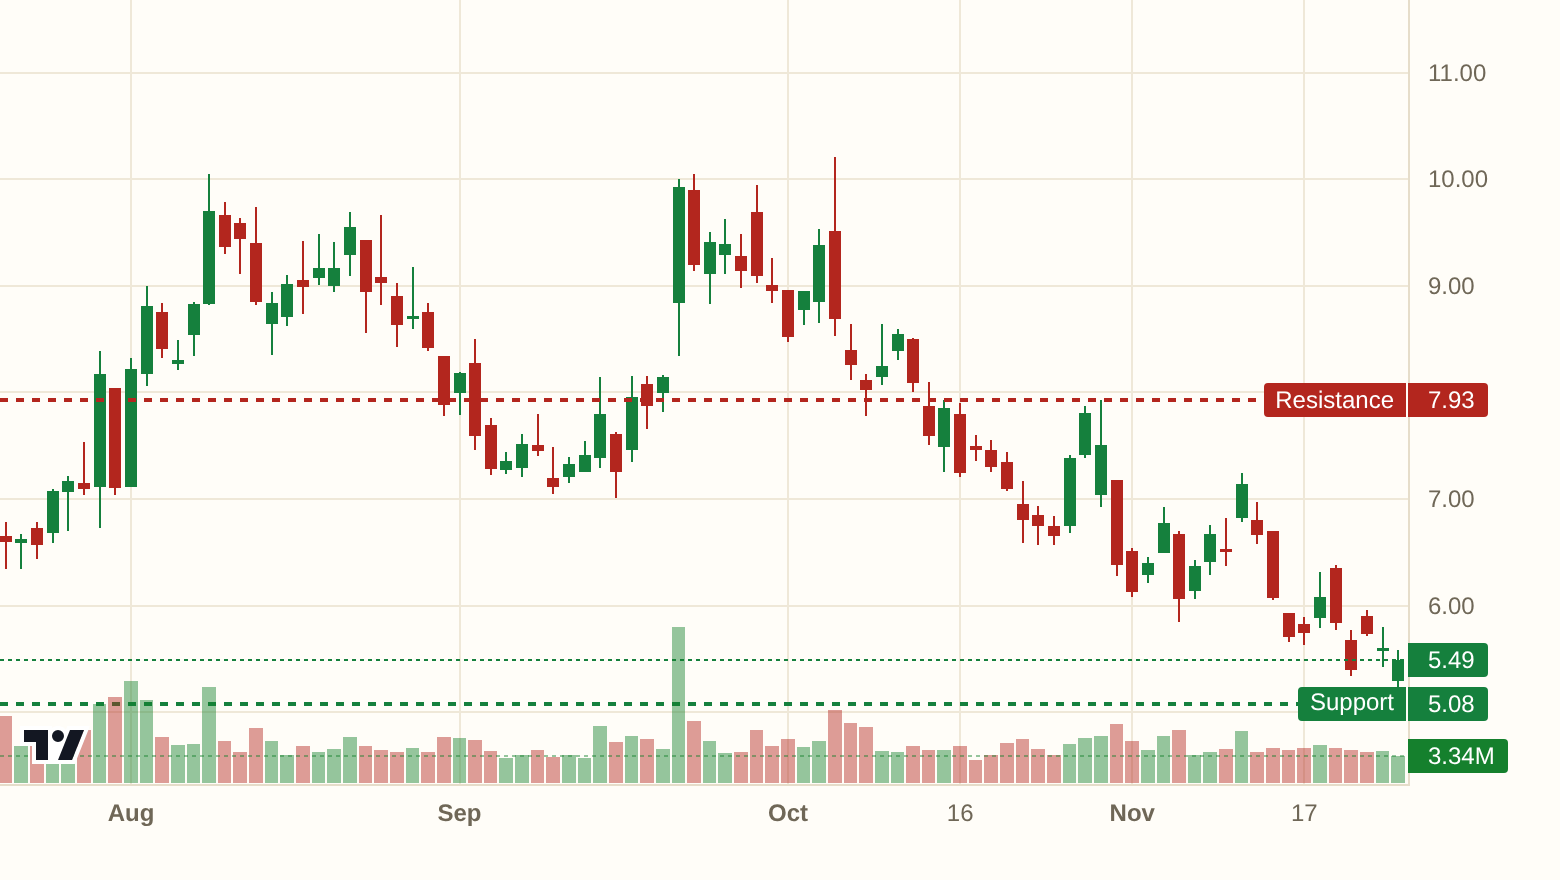 11.00
10.00
9.00
Resistance 7.93
7.00
6.00
5.49
Support 5.08
3.34M
Aug Sep Oct 16 Nov 17